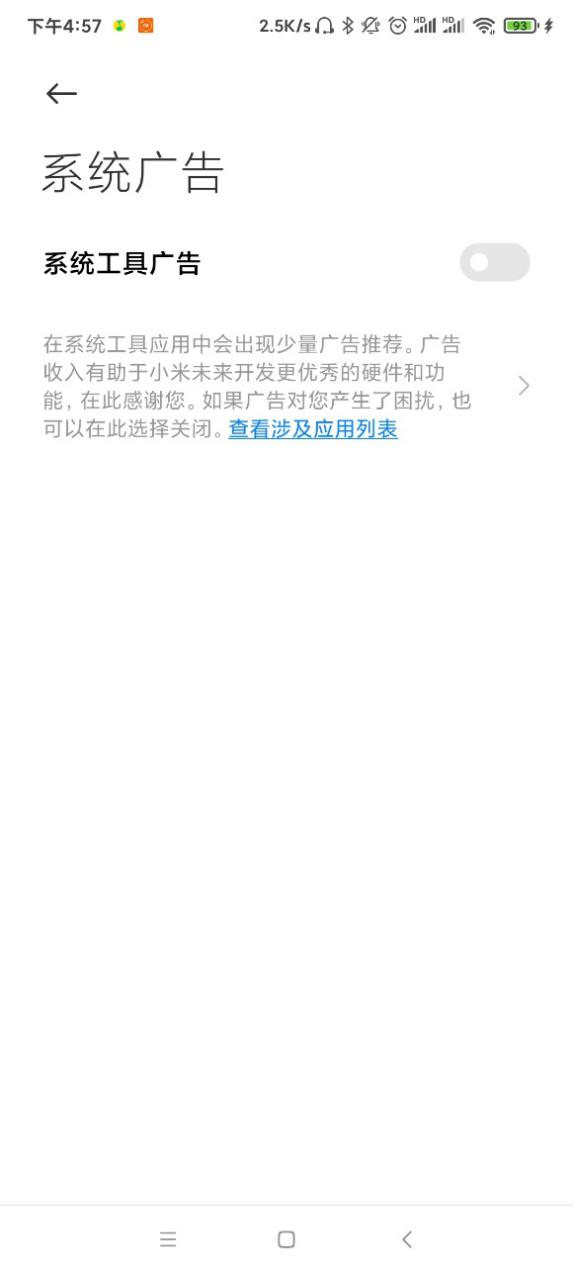 下午4:57
2.5K/s
HD
HD
93
系统广告
系统工具广告
在系统工具应用中会出现少量广告推荐。广告
收入有助于小米未来开发更优秀的硬件和功
能，在此感谢您。如果广告对您产生了困扰，也
可以在此选择关闭。查看涉及应用列表